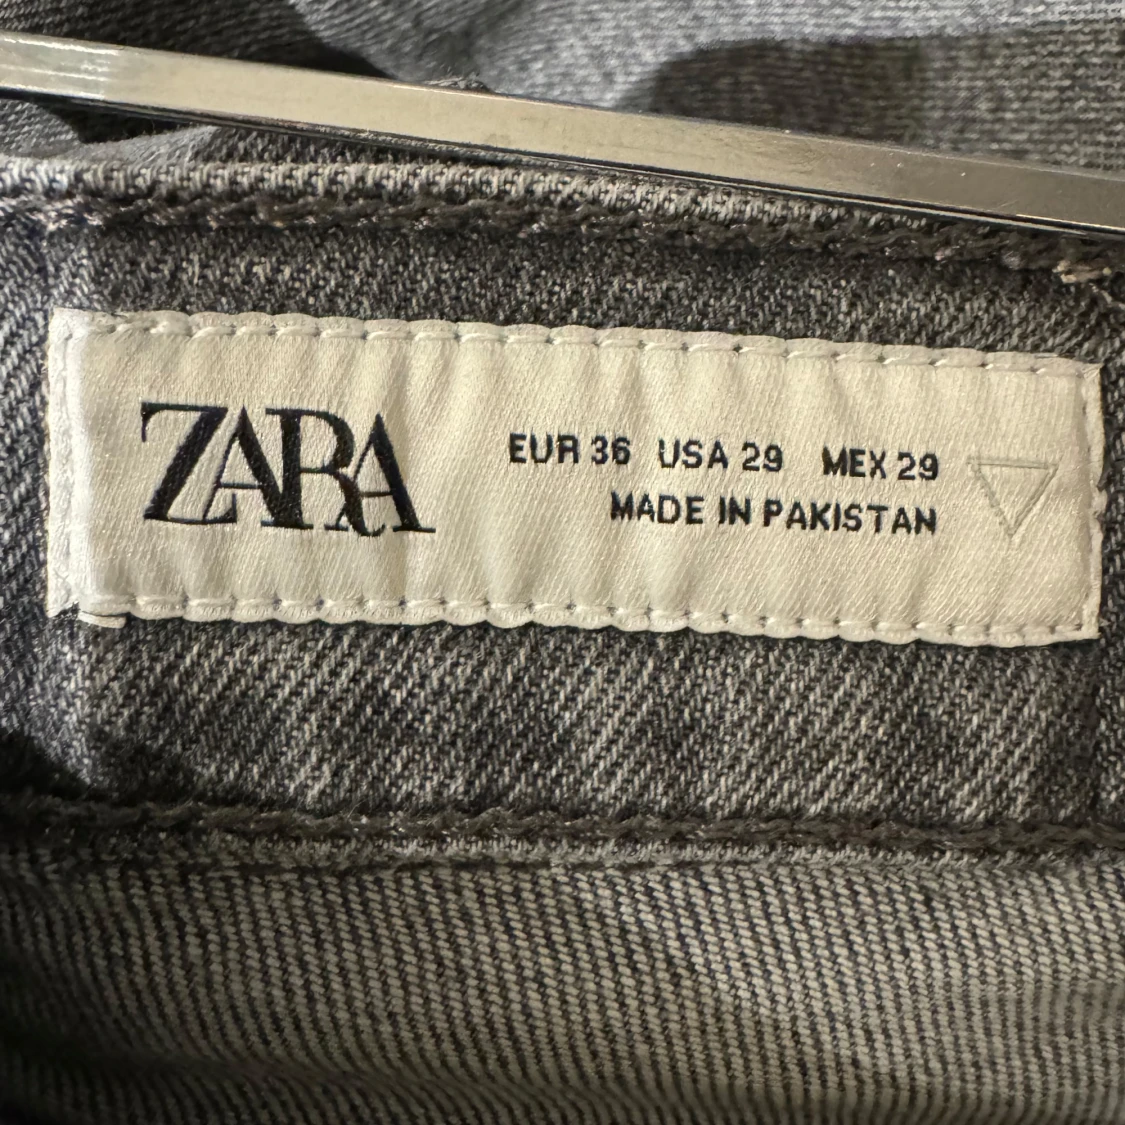 ZARA
EUR 36 USA 29 MEX 29
MADE IN PAKISTAN